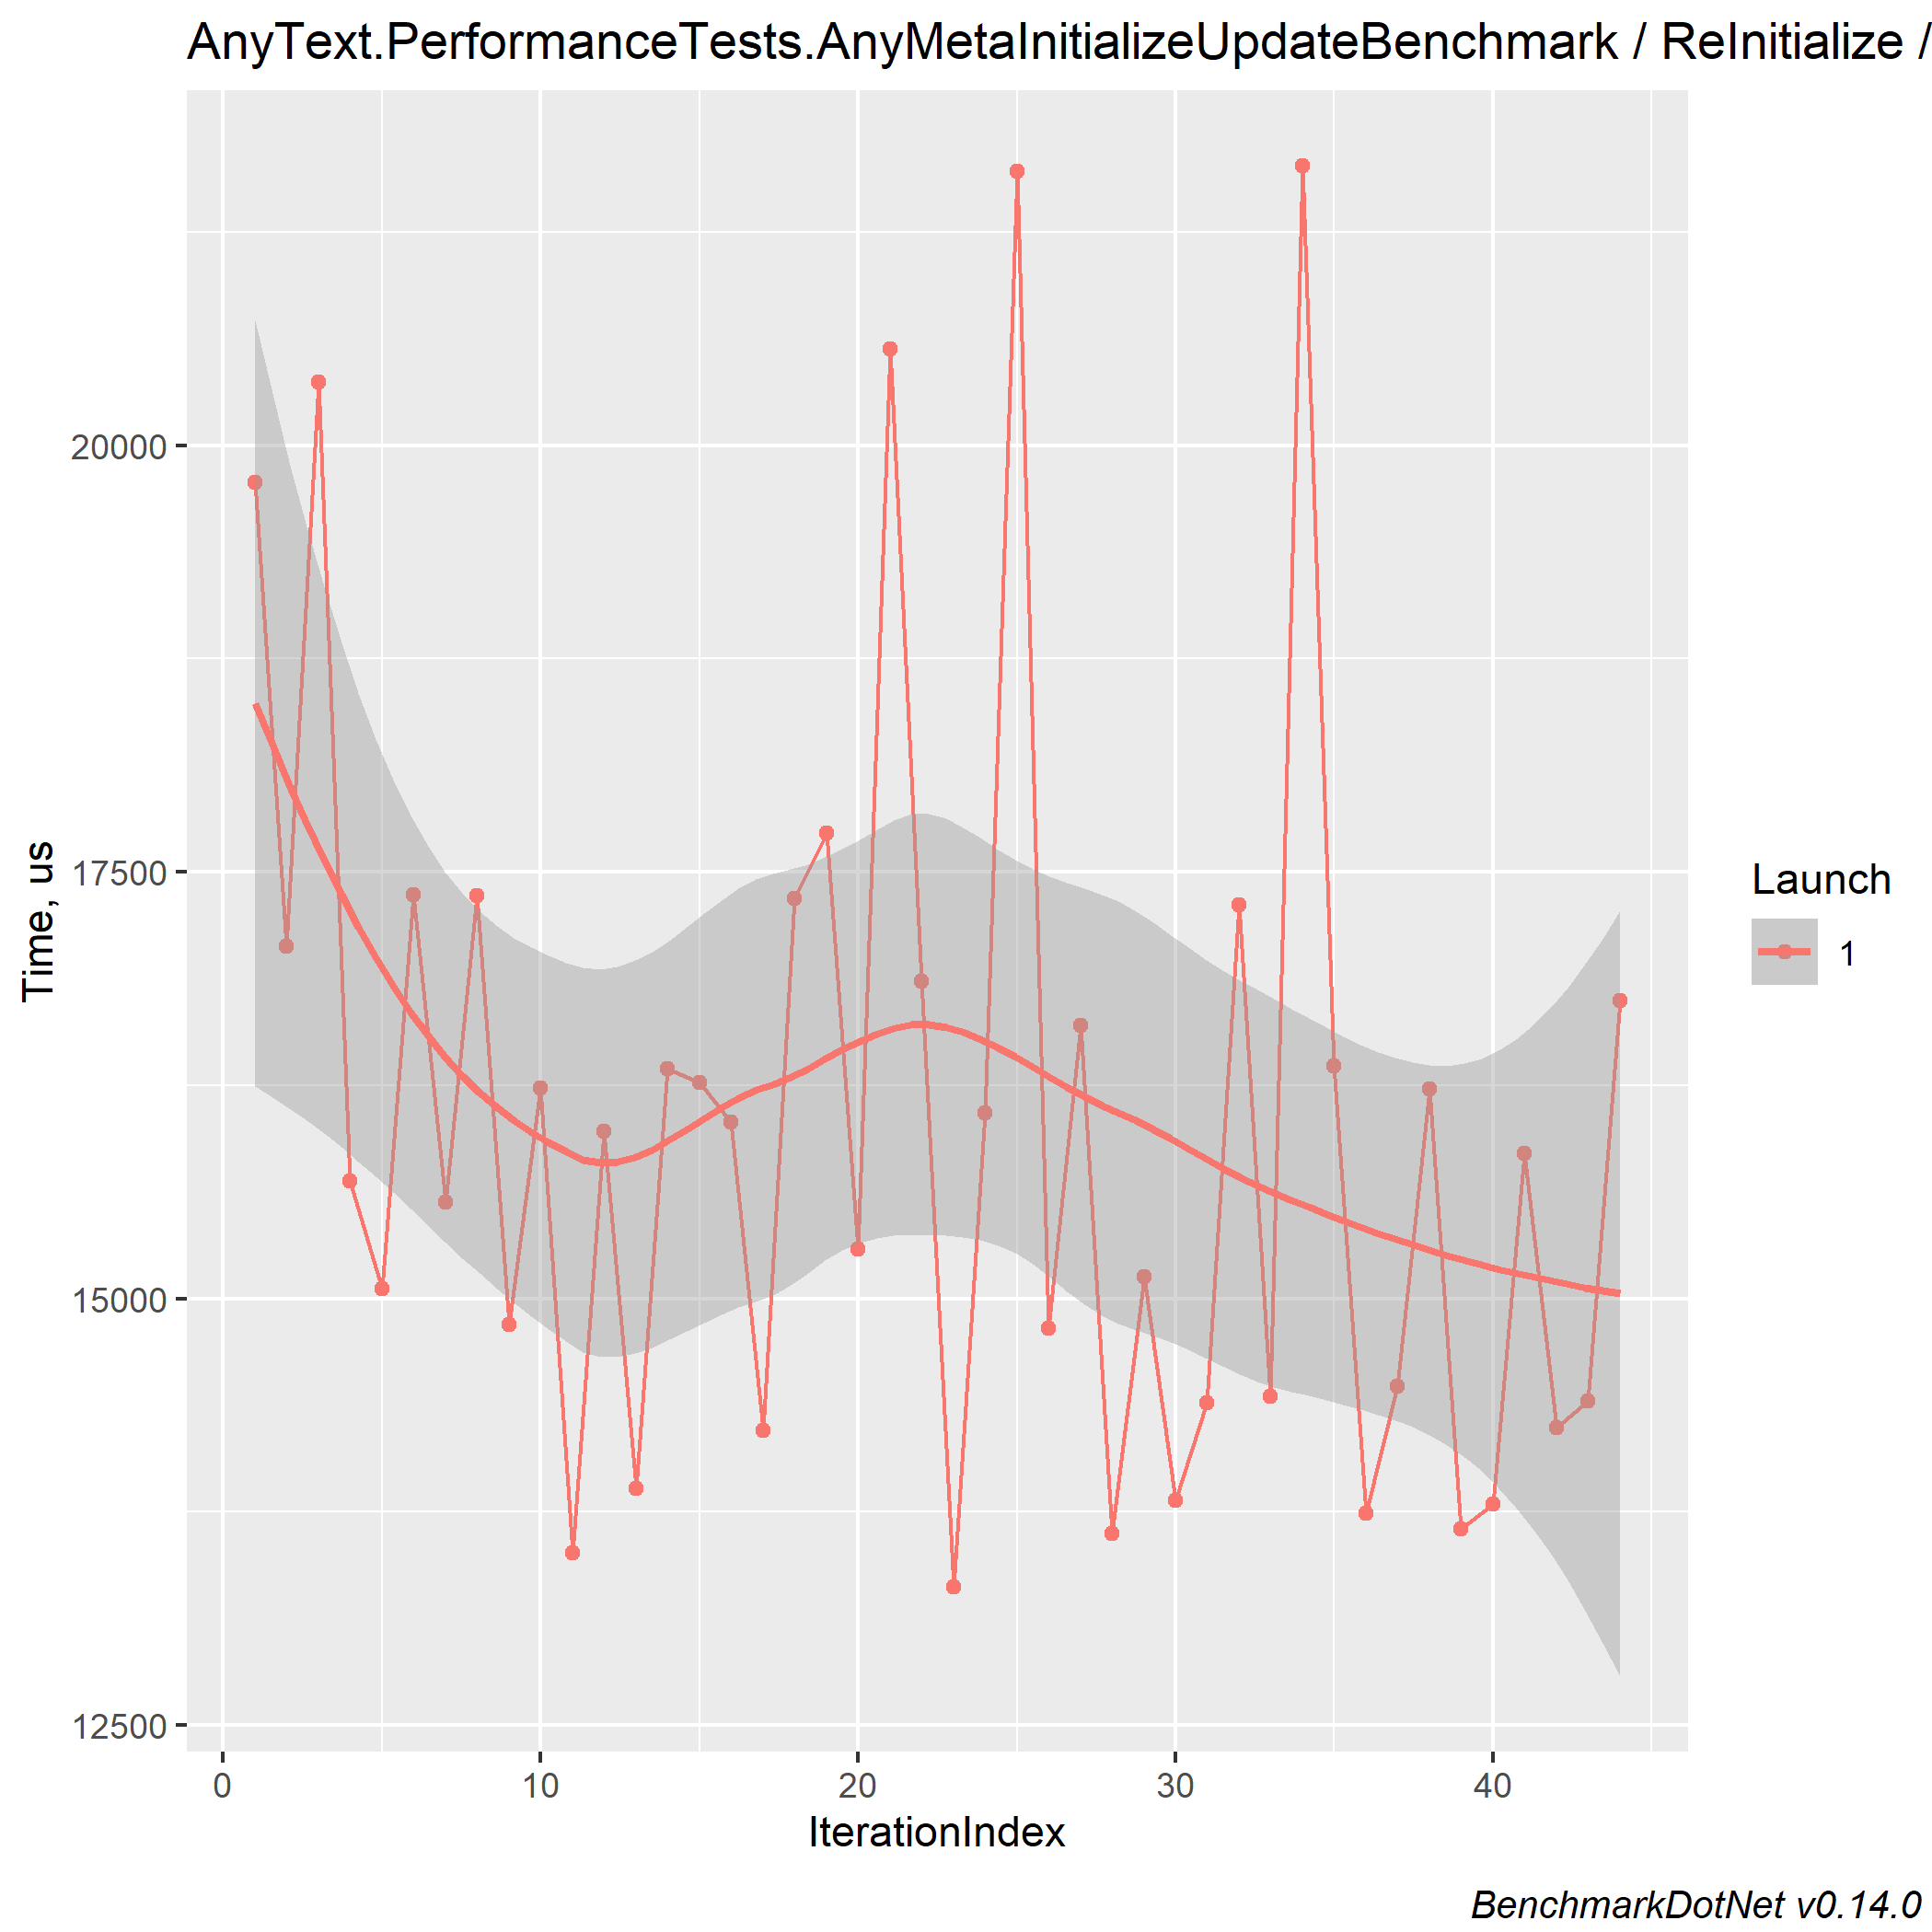 AnyText.PerformanceTests.AnyMetaInitializeUpdateBenchmark / ReInitialize /
Time, us
20000
17500
15000
12500
0 10 20 30 40
IterationIndex
Launch
1
BenchmarkDotNet v0.14.0